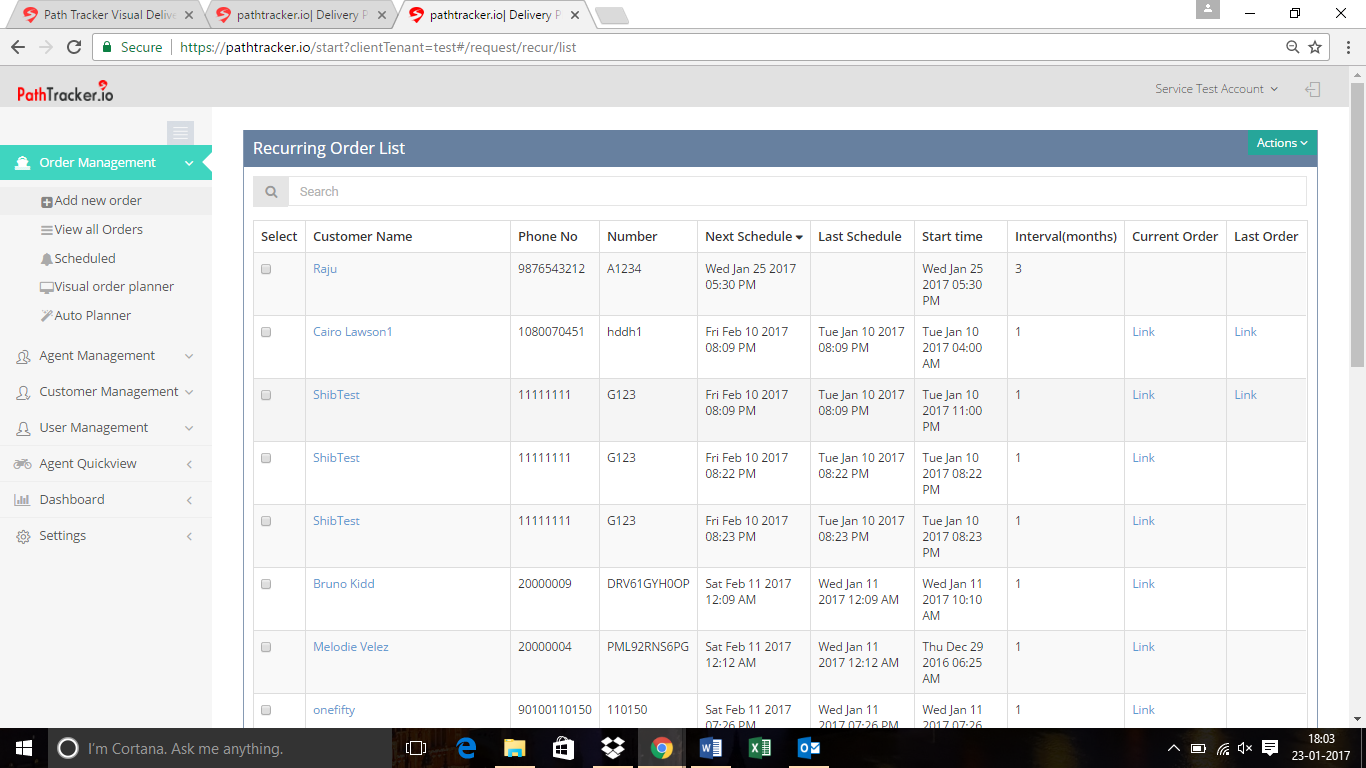 Path Tracker Visual Delive
pathtracker.io| Delivery P
pathtracker.io| Delivery P
Secure
https://pathtracker.io/start?clientTenant=test#/request/recur/list
PathTracker.io
Service Test Account
Order Management
Add new order
View all Orders
Scheduled
Visual order planner
Auto Planner
Agent Management
Customer Management
User Management
Agent Quickview
Dashboard
Settings
Recurring Order List
Actions
Search
Select Customer Name Phone No Number Next Schedule Last Schedule Start time Interval(months) Current Order Last Order
Raju 9876543212 A1234 Wed Jan 25 2017 Wed Jan 25 3
05:30 PM 2017 05:30
PM
Cairo Lawson1 1080070451 hddh1 Fri Feb 10 2017 Tue Jan 10 2017 Tue Jan 10 1 Link Link
08:09 PM 08:09 PM 2017 04:00
AM
ShibTest 11111111 G123 Fri Feb 10 2017 Tue Jan 10 2017 Tue Jan 10 1 Link Link
08:09 PM 08:09 PM 2017 11:00
PM
ShibTest 11111111 G123 Fri Feb 10 2017 Tue Jan 10 2017 Tue Jan 10 1 Link
08:22 PM 08:22 PM 2017 08:22
PM
ShibTest 11111111 G123 Fri Feb 10 2017 Tue Jan 10 2017 Tue Jan 10 1 Link
08:23 PM 08:23 PM 2017 08:23
PM
Bruno Kidd 20000009 DRV61GYH0OP Sat Feb 11 2017 Wed Jan 11 Wed Jan 11 1 Link
12:09 AM 2017 12:09 AM 2017 10:10
AM
Melodie Velez 20000004 PML92RNS6PG Sat Feb 11 2017 Wed Jan 11 Thu Dec 29 1 Link
12:12 AM 2017 12:12 AM 2016 06:25
AM
onefifty 90100110150 110150 Sat Feb 11 2017 Wed Jan 11 Wed Jan 11 1 Link
07:26 PM 2017 07:26 PM 2017 07:26
I'm Cortana. Ask me anything.
18:03
23-01-2017